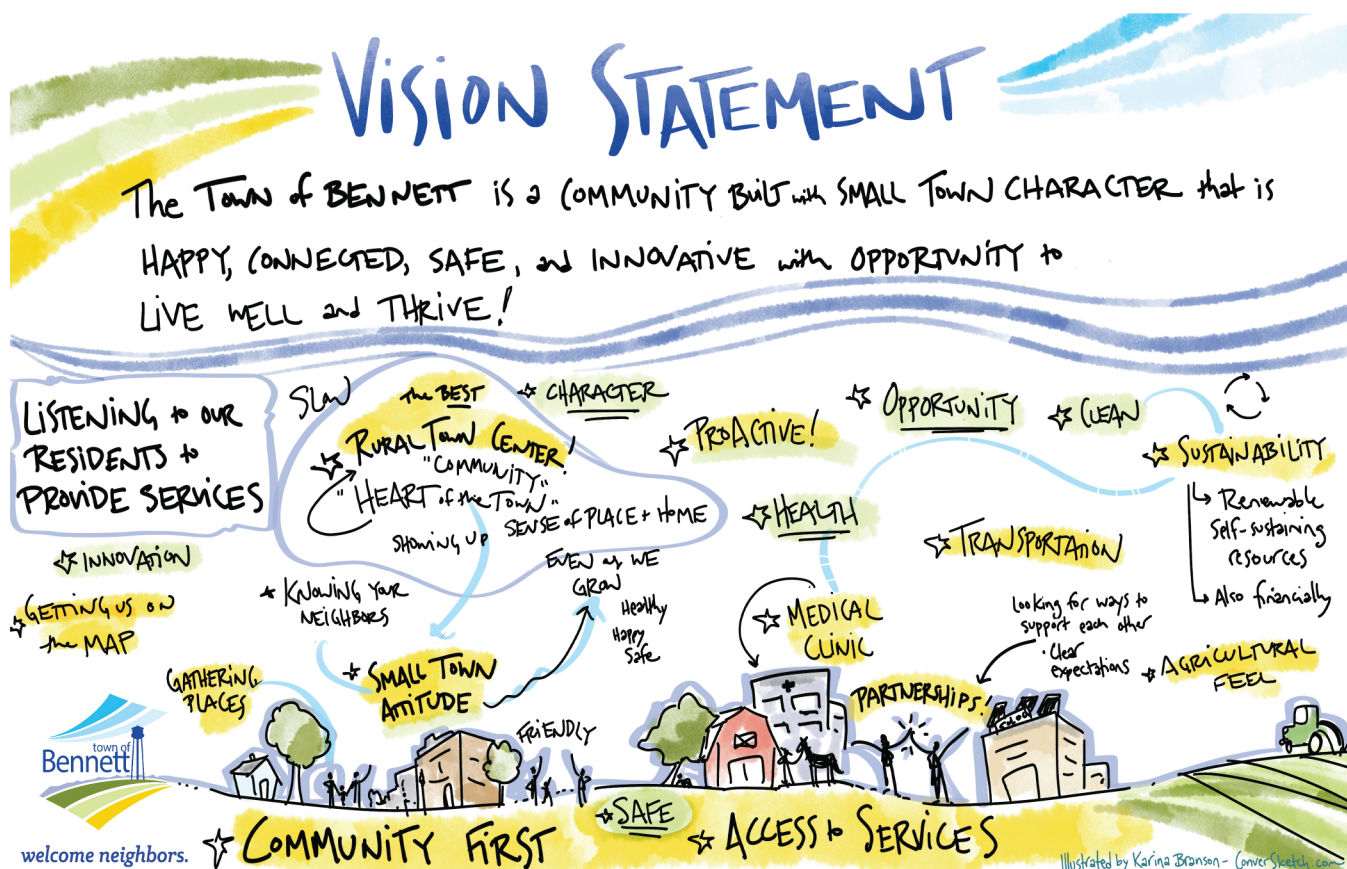 VISION STATEMENT
The TOWN of BENNETT is a COMMUNITY BUILT with SMALL TOWN CHARACTER that is
HAPPY, CONNECTED, SAFE, and INNOVATIVE with OPPORTUNITY to
LIVE WELL and THRIVE!
LISTENING to OUR
RESIDENTS to
PROVIDE SERVICES
SLOW
the BEST
RURAL TOWN CENTER!
"COMMUNITY"
"HEART of the TOWN"
SENSE of PLACE + HOME
SHOWING UP
CHARACTER
PROACTIVE!
OPPORTUNITY
CLEAN
SUSTAINABILITY
Renewable
Self-sustaining
resources
Also financially
HEALTH
TRANSPORTATION
INNOVATION
GETTING US ON
the MAP
KNOWING YOUR
NEIGHBORS
EVEN as WE
GROW
Healthy
Happy
Safe
SMALL TOWN
ATTITUDE
GATHERING
PLACES
FRIENDLY
MEDICAL
CLINIC
Looking for ways to
support each other
· Clear
expectations
PARTNERSHIPS!
AGRICULTURAL
FEEL
School
town of
Bennett
welcome neighbors.
COMMUNITY FIRST
SAFE
ACCESS to SERVICES
Illustrated by Karina Branson - ConverSketch.com